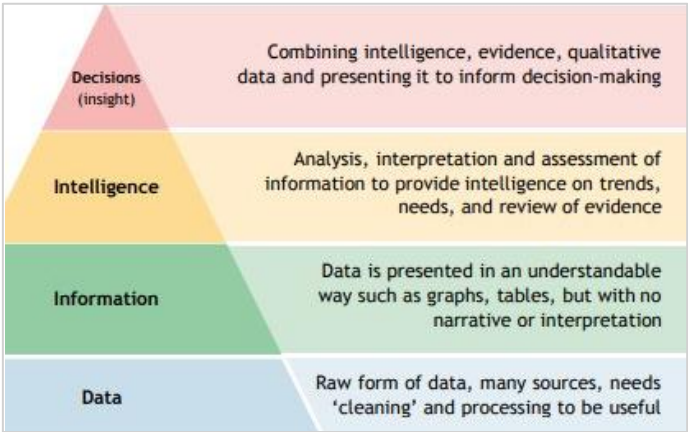 Decisions
(insight)
Combining intelligence, evidence, qualitative
data and presenting it to inform decision-making
Intelligence
Analysis, interpretation and assessment of
information to provide intelligence on trends,
needs, and review of evidence
Information
Data is presented in an understandable
way such as graphs, tables, but with no
narrative or interpretation
Data
Raw form of data, many sources, needs
‘cleaning’ and processing to be useful